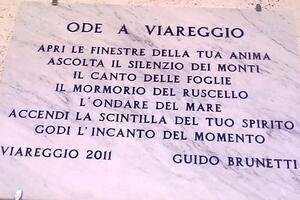 ODE A VIAREGGIO
APRI LE FINESTRE DELLA TUA ANIMA
ASCOLTA IL SILENZIO DEI MONTI
IL CANTO DELLE FOGLIE
IL MORMORIO DEL RUSCELLO
L'ONDARE DEL MARE
ACCENDI LA SCINTILLA DEL TUO SPIRITO
GODI L'INCANTO DEL MOMENTO
VIAREGGIO 2011 GUIDO BRUNETTI